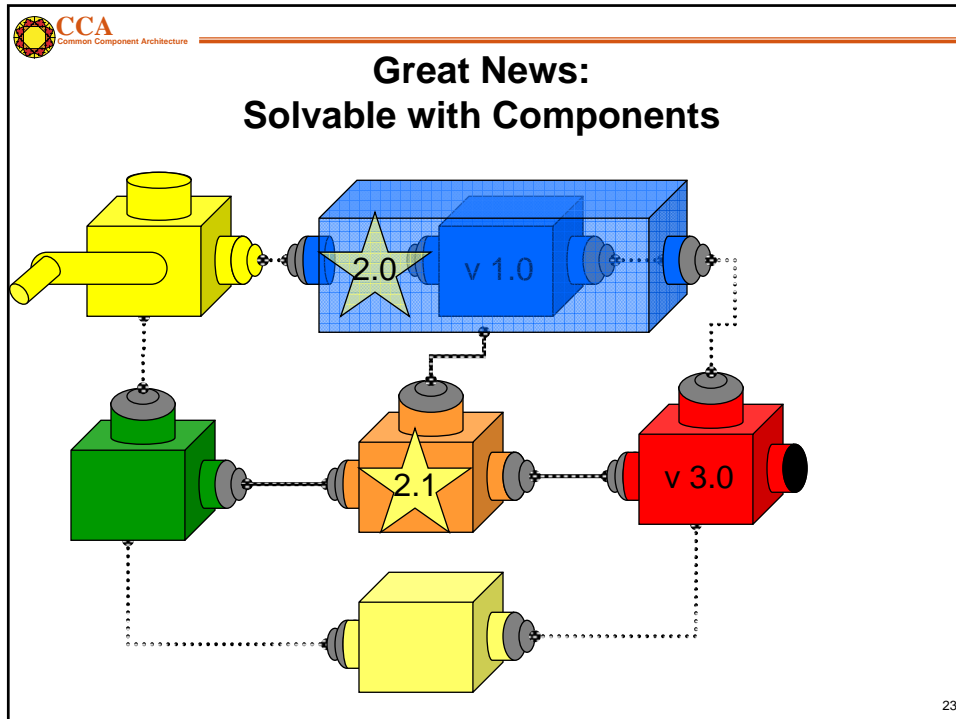 CCA
Common Component Architecture
Great News:
Solvable with Components
2.0
v 1.0
2.1
v 3.0
23